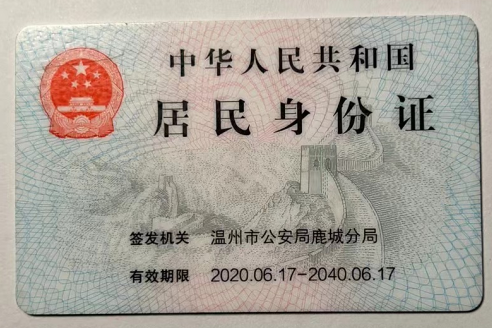 中华人民共和国
居民身份证
签发机关 温州市公安局鹿城分局
有效期限 2020.06.17-2040.06.17